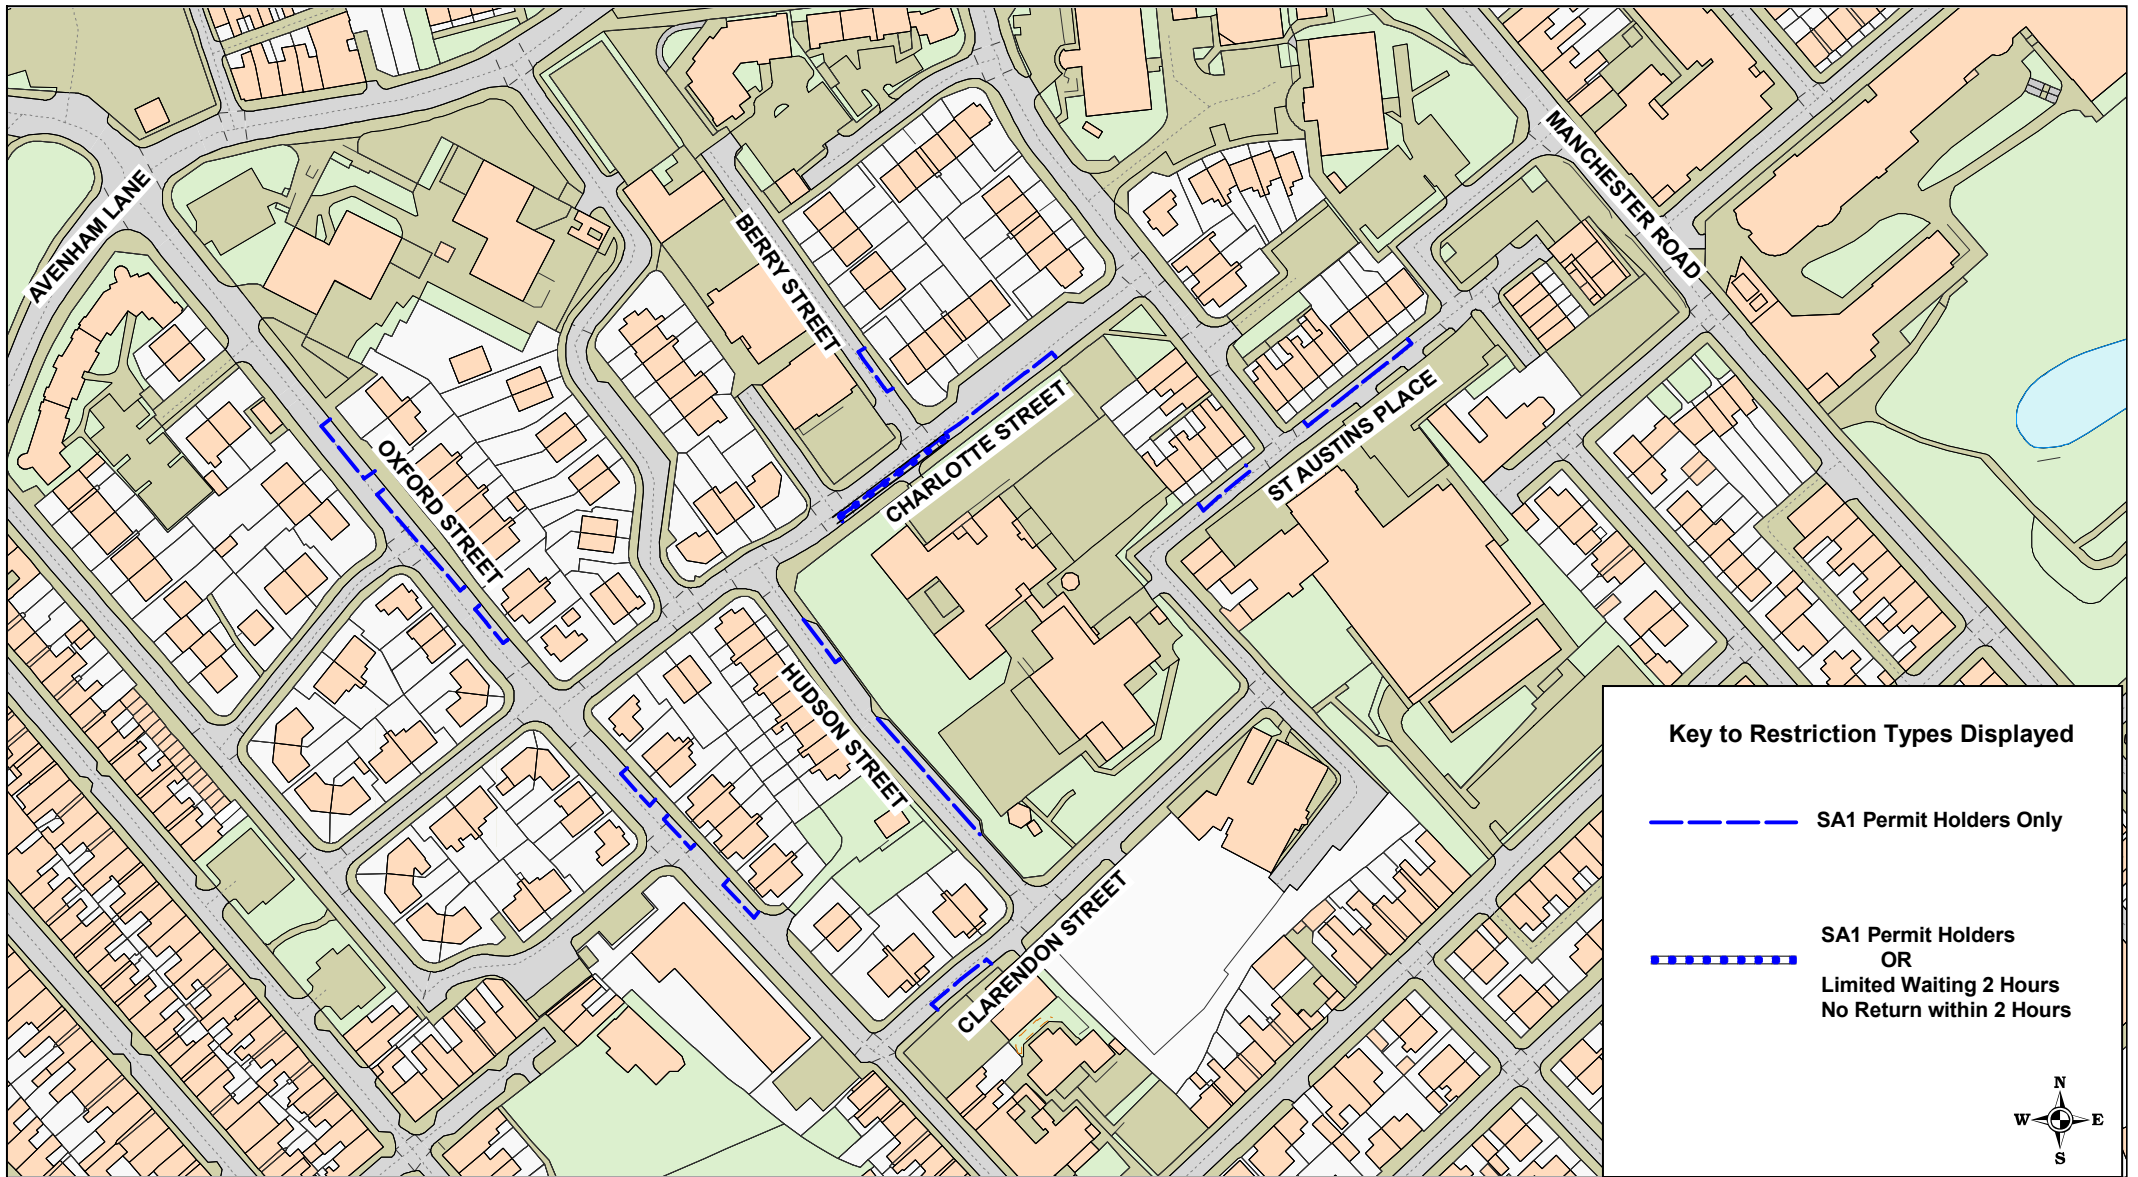 AVENHAM LANE
BERRY STREET
MANCHESTER ROAD
OXFORD STREET
CHARLOTTE STREET
ST AUSTINS PLACE
HUDSON STREET
CLARENDON STREET
Key to Restriction Types Displayed
SA1 Permit Holders Only
SA1 Permit Holders
OR
Limited Waiting 2 Hours
No Return within 2 Hours
N
W E
S